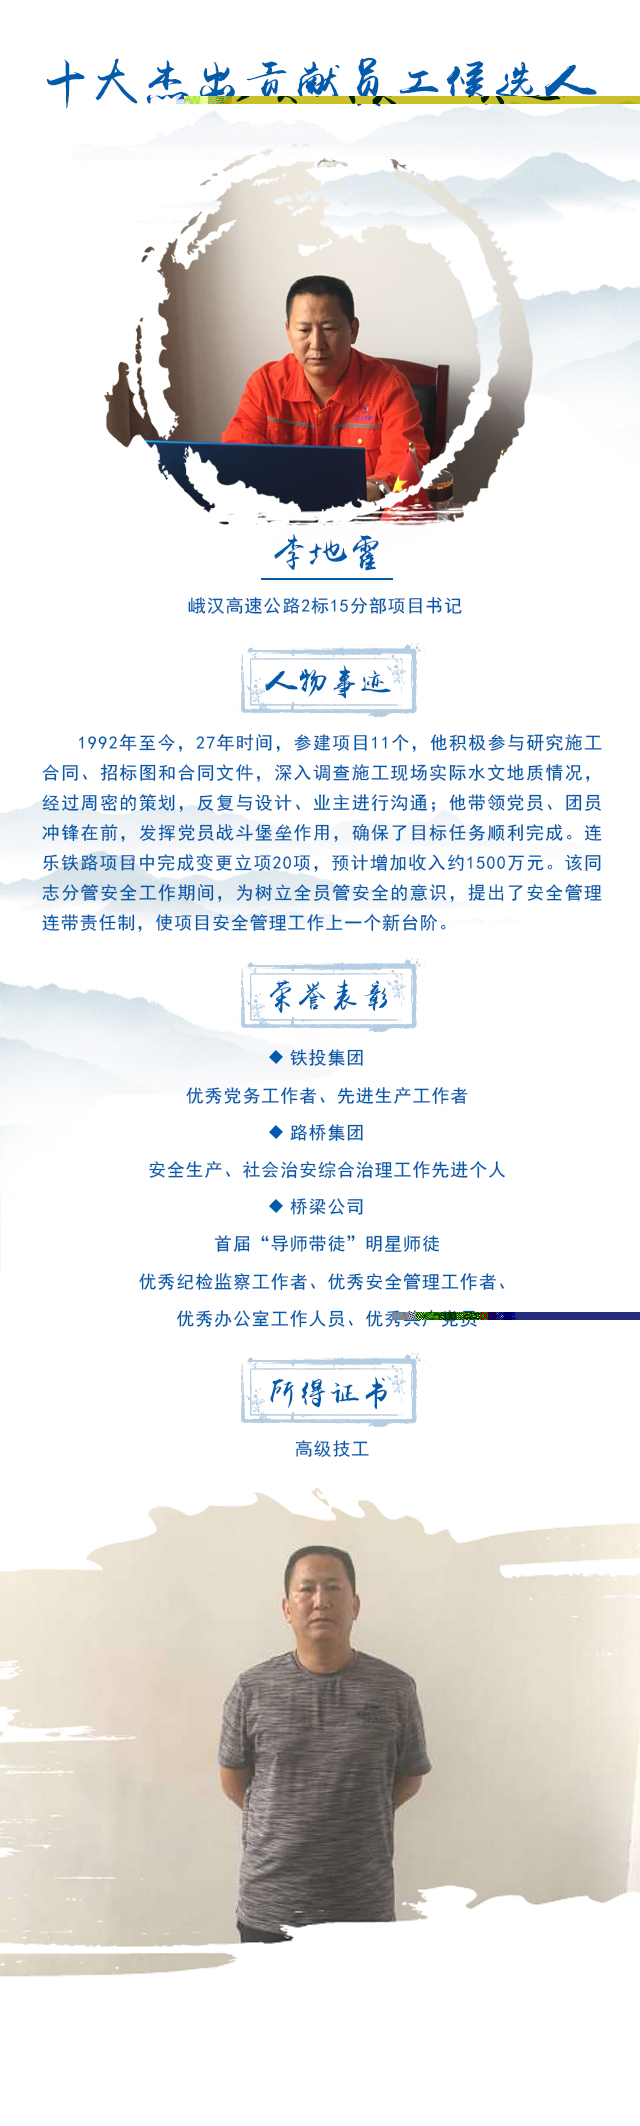 十大杰出贡献员工候选人
李地霍
峨汉高速公路2标15分部项目书记
人物事迹
1992年至今，27年时间，参建项目11个，他积极参与研究施工
合同、招标图和合同文件，深入调查施工现场实际水文地质情况，
经过周密的策划，反复与设计、业主进行沟通；他带领党员、团员
冲锋在前，发挥党员战斗堡垒作用，确保了目标任务顺利完成。连
乐铁路项目中完成变更立项20项，预计增加收入约1500万元。该同
志分管安全工作期间，为树立全员管安全的意识，提出了安全管理
连带责任制，使项目安全管理工作上一个新台阶。
荣誉表彰
◆ 铁投集团
优秀党务工作者、先进生产工作者
◆ 路桥集团
安全生产、社会治安综合治理工作先进个人
◆ 桥梁公司
首届“导师带徒”明星师徒
优秀纪检监察工作者、优秀安全管理工作者、
优秀办公室工作人员、优秀共产党员
所得证书
高级技工